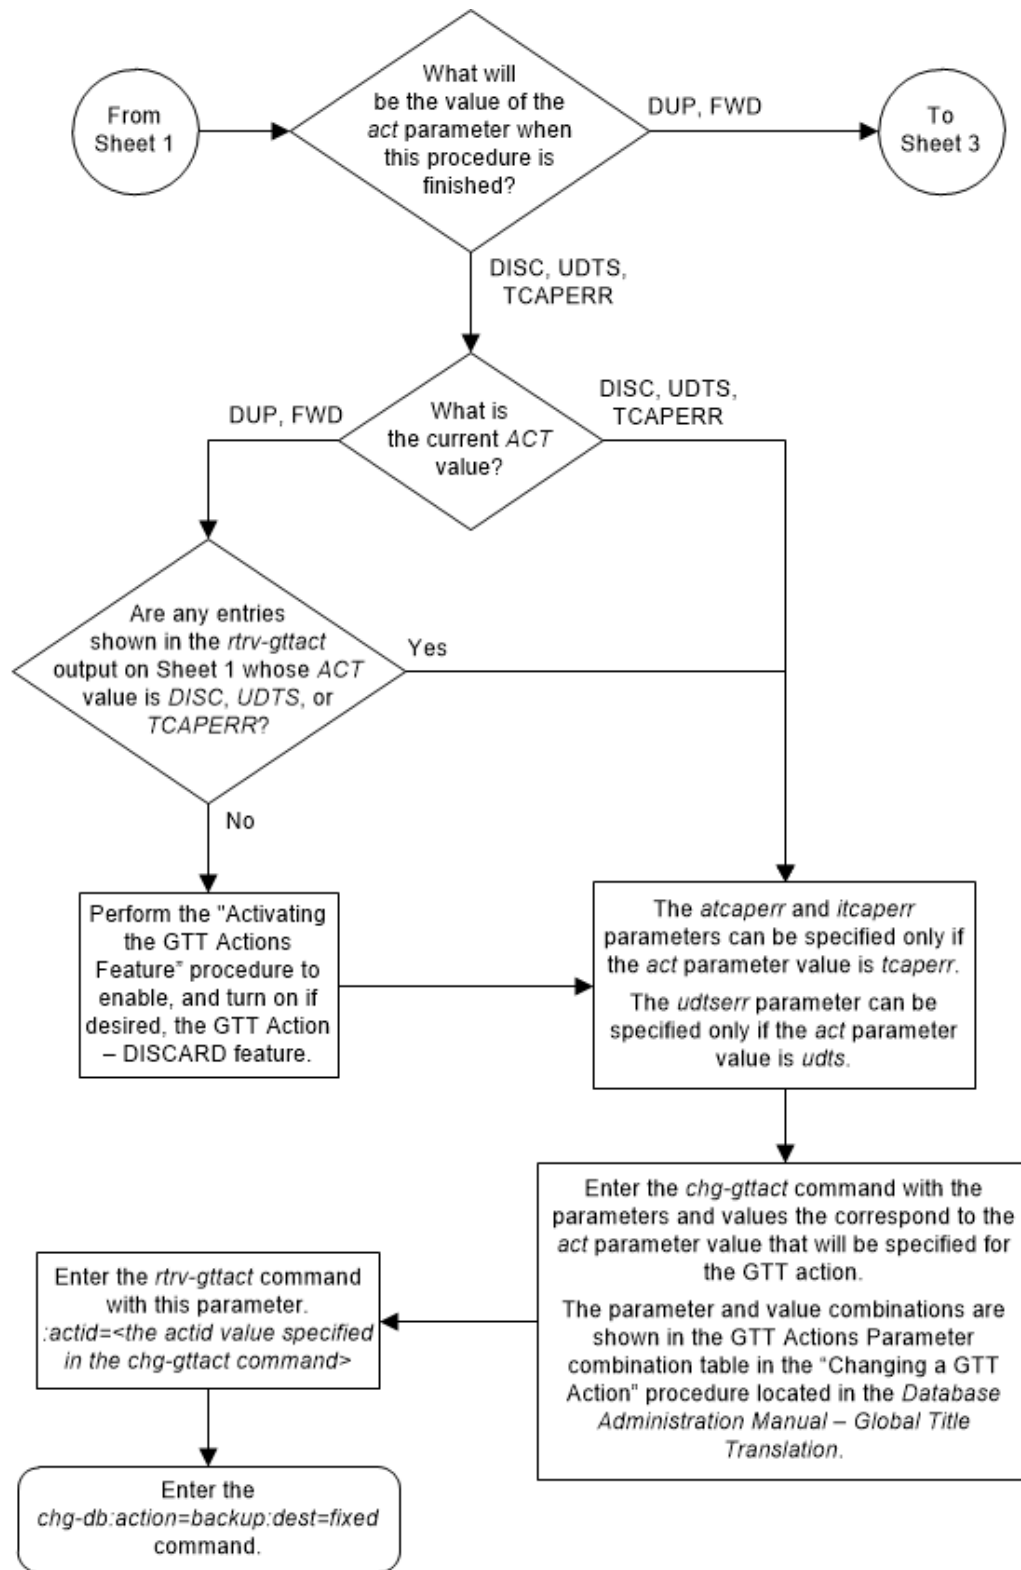 From
Sheet 1
What will
be the value of the
act parameter when
this procedure is
finished?
DUP, FWD
To
Sheet 3
DISC, UDTS,
TCAPERR
What is
the current ACT
value?
DUP, FWD
DISC, UDTS,
TCAPERR
Are any entries
shown in the rtrv-gttact
output on Sheet 1 whose ACT
value is DISC, UDTS, or
TCAPERR?
Yes
No
Perform the "Activating
the GTT Actions
Feature" procedure to
enable, and turn on if
desired, the GTT Action
– DISCARD feature.
The atcaperr and itcaperr
parameters can be specified only if
the act parameter value is tcaperr.
The udtserr parameter can be
specified only if the act parameter
value is udts.
Enter the chg-gttact command with the
parameters and values the correspond to the
act parameter value that will be specified for
the GTT action.
The parameter and value combinations are
shown in the GTT Actions Parameter
combination table in the “Changing a GTT
Action” procedure located in the Database
Administration Manual – Global Title
Translation.
Enter the rtrv-gttact command
with this parameter.
:actid=<the actid value specified
in the chg-gttact command>
Enter the
chg-db:action=backup:dest=fixed
command.